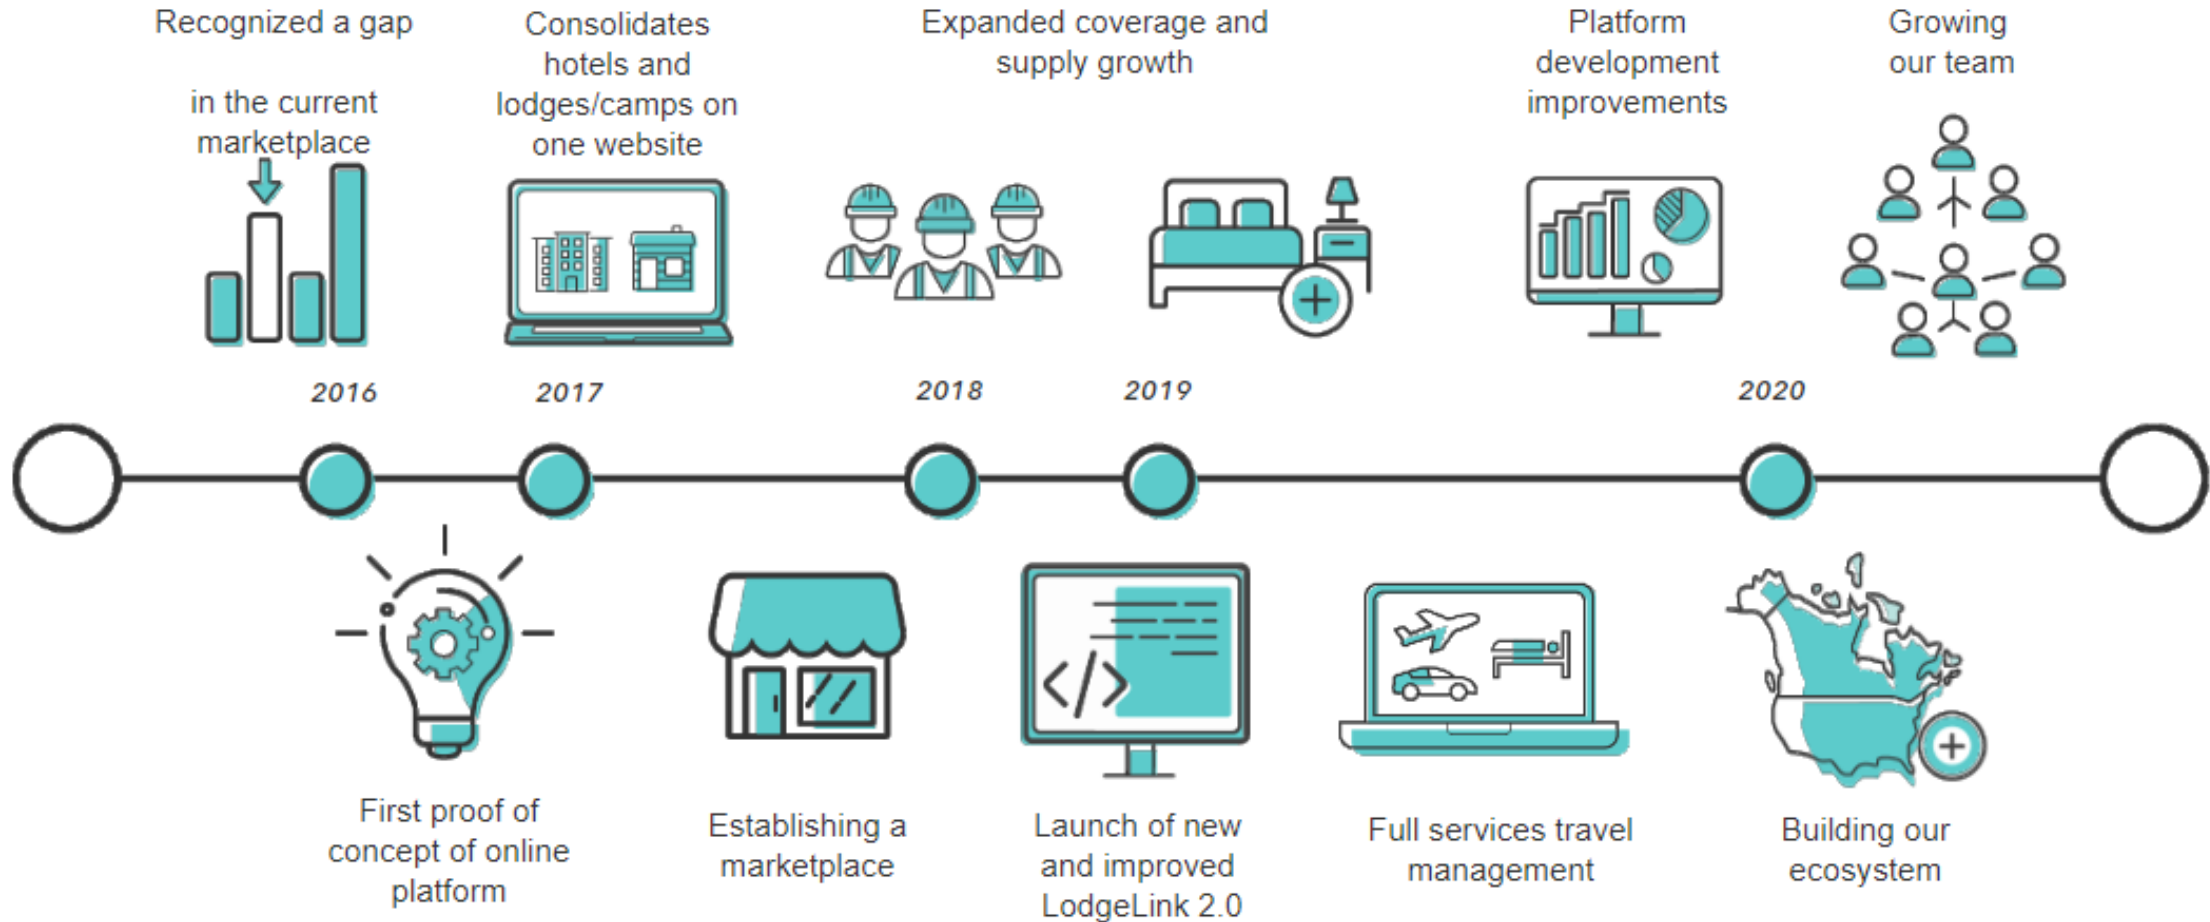 Recognized a gap
in the current
marketplace
Consolidates
hotels and
lodges/camps on
one website
Expanded coverage and
supply growth
Platform
development
improvements
Growing
our team
2016
2017
2018
2019
2020
First proof of
concept of online
platform
Establishing a
marketplace
Launch of new
and improved
LodgeLink 2.0
Full services travel
management
Building our
ecosystem